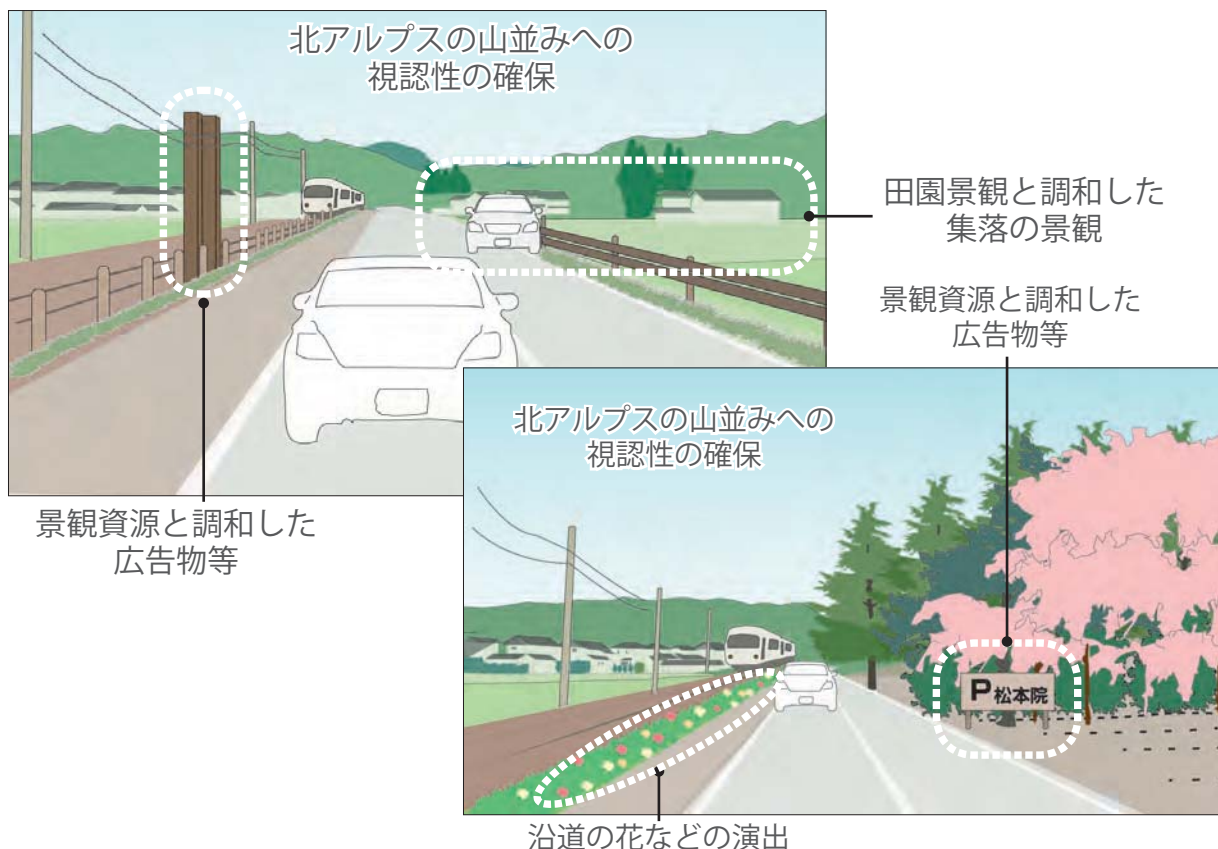 北アルプスの山並みへの
視認性の確保
田園景観と調和した
集落の景観
景観資源と調和した
広告物等
景観資源と調和した
広告物等
北アルプスの山並みへの
視認性の確保
P松本院
沿道の花などの演出